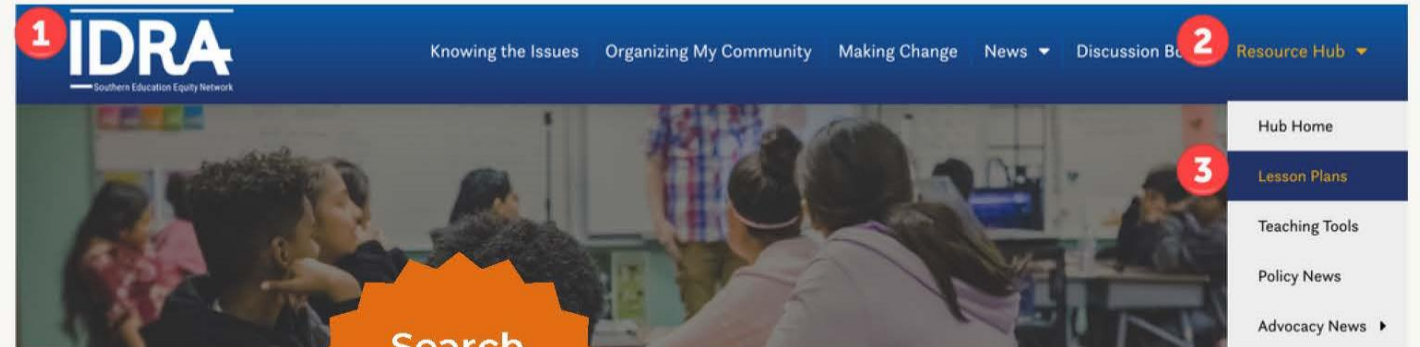 1 IDRA
Southern Education Equity Network
Knowing the Issues Organizing My Community Making Change News Discussion 2 Resource Hub
Hub Home
3 Lesson Plans
Teaching Tools
Policy News
Advocacy News
Search